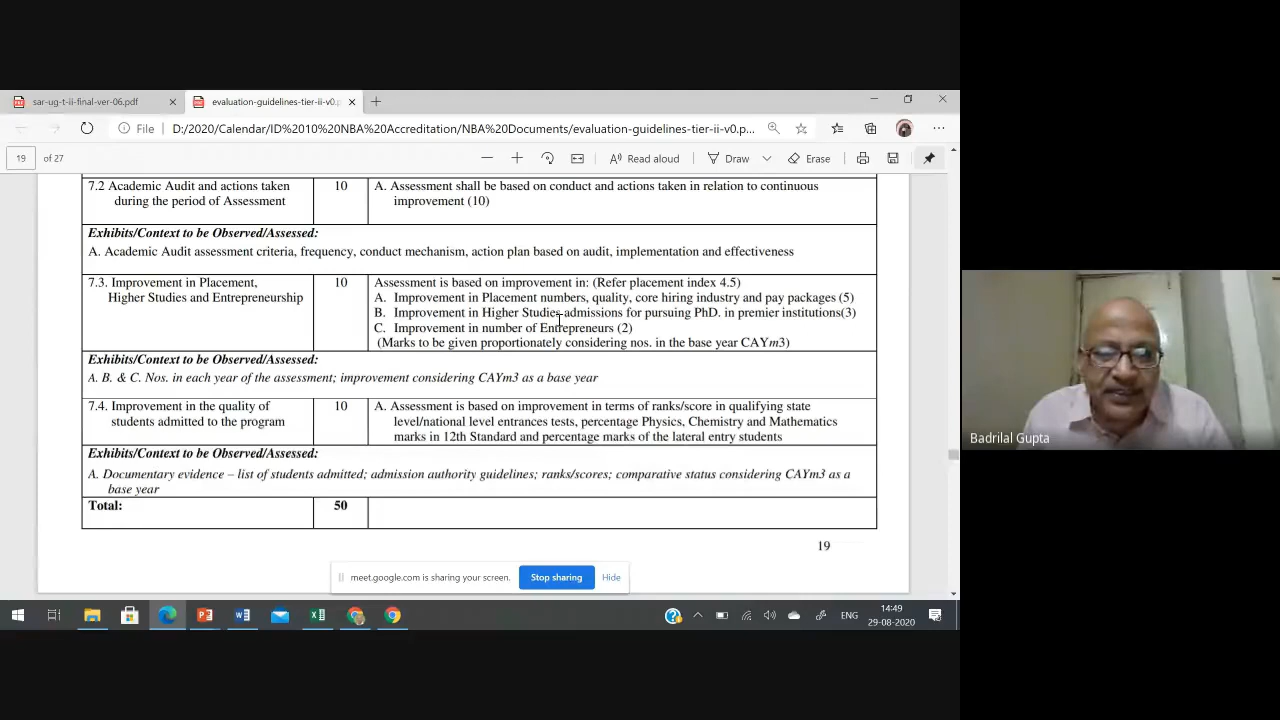 sar-ug-t-ii-final-ver-06.pdf
evaluation-guidelines-tier-ii-v0.p
File
D:/2020/Calendar/ID%2010%20NBA%20Accreditation/NBA%20Documents/evaluation-guidelines-tier-ii-v0.p...
19 of 27
Read aloud
Draw
Erase
7.2 Academic Audit and actions taken
during the period of Assessment
10
A. Assessment shall be based on conduct and actions taken in relation to continuous
improvement (10)
Exhibits/Context to be Observed/Assessed:
A. Academic Audit assessment criteria, frequency, conduct mechanism, action plan based on audit, implementation and effectiveness
7.3. Improvement in Placement,
Higher Studies and Entrepreneurship
10
Assessment is based on improvement in: (Refer placement index 4.5)
A. Improvement in Placement numbers, quality, core hiring industry and pay packages (5)
B. Improvement in Higher Studies admissions for pursuing PhD. in premier institutions(3)
C. Improvement in number of Entrepreneurs (2)
(Marks to be given proportionately considering nos. in the base year CAYm3)
Exhibits/Context to be Observed/Assessed:
A. B. & C. Nos. in each year of the assessment; improvement considering CAYm3 as a base year
7.4. Improvement in the quality of
students admitted to the program
10
A. Assessment is based on improvement in terms of ranks/score in qualifying state
level/national level entrances tests, percentage Physics, Chemistry and Mathematics
marks in 12th Standard and percentage marks of the lateral entry students
Exhibits/Context to be Observed/Assessed:
A. Documentary evidence – list of students admitted; admission authority guidelines; ranks/scores; comparative status considering CAYm3 as a
base year
Total:
50
19
meet.google.com is sharing your screen.
Stop sharing
Hide
ENG
14:49
29-08-2020
Badrilal Gupta